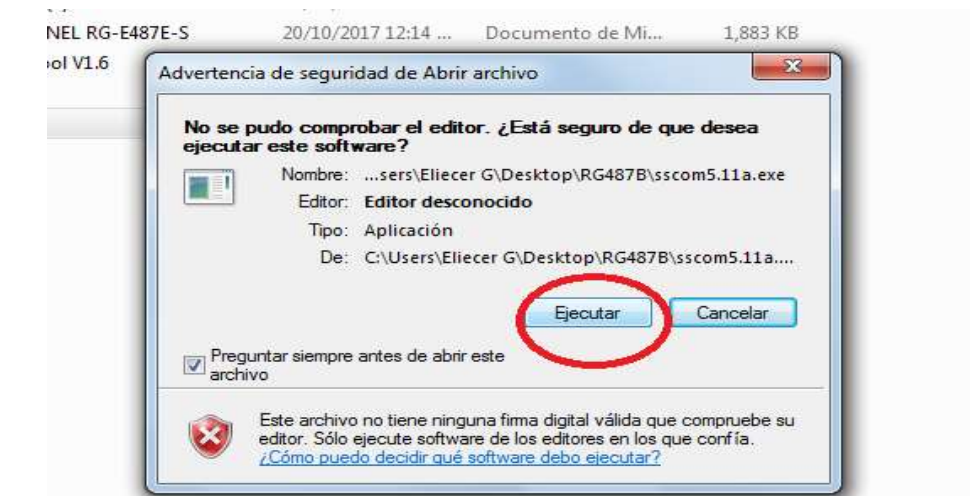 NEL RG-E487E-S 20/10/2017 12:14 ... Documento de Mi... 1,883 KB
ol V1.6
Advertencia de seguridad de Abrir archivo
No se pudo comprobar el editor. ¿Está seguro de que desea
ejecutar este software?
Nombre: ...sers\Eliecer G\Desktop\RG487B\sscom5.11a.exe
Editor: Editor desconocido
Tipo: Aplicación
De: C:\Users\Eliecer G\Desktop\RG487B\sscom5.11a....
Ejecutar Cancelar
Preguntar siempre antes de abrir este
archivo
Este archivo no tiene ninguna firma digital válida que compruebe su
editor. Sólo ejecute software de los editores en los que confía.
¿Cómo puedo decidir qué software debo ejecutar?